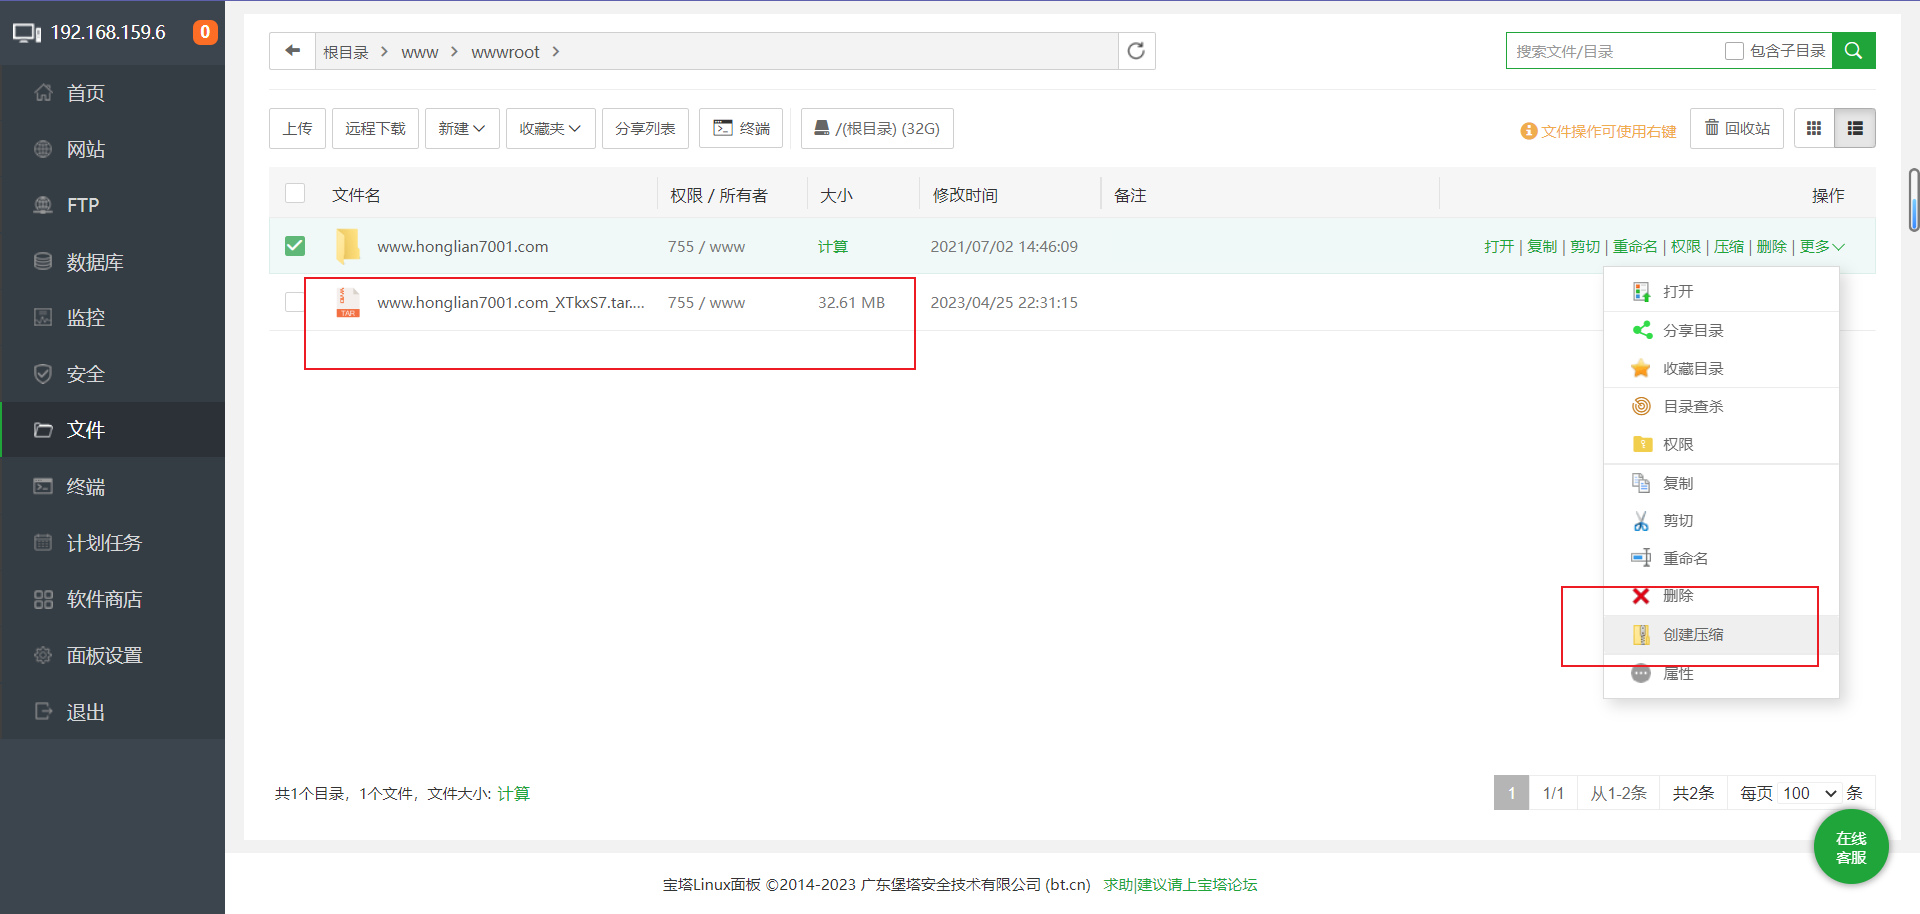 192.168.159.6
0
首页
网站
FTP
数据库
监控
安全
文件
终端
计划任务
软件商店
面板设置
退出
根目录 > www > wwwroot >
搜索文件/目录
包含子目录
上传
远程下载
新建
收藏夹
分享列表
终端
/(根目录) (32G)
文件操作可使用右键
回收站
文件名 权限 / 所有者 大小 修改时间 备注 操作
www.honglian7001.com 755 / www 计算 2021/07/02 14:46:09 打开 | 复制 | 剪切 | 重命名 | 权限 | 压缩 | 删除 | 更多
www.honglian7001.com_XTkxS7.tar.... 755 / www 32.61 MB 2023/04/25 22:31:15
WINRAR
TAR
打开
分享目录
收藏目录
目录查杀
权限
复制
剪切
重命名
删除
创建压缩
属性
共1个目录，1个文件，文件大小: 计算
1 1/1 从1-2条 共2条 每页 100 条
在线
客服
宝塔Linux面板 ©2014-2023 广东堡塔安全技术有限公司 (bt.cn) 求助|建议请上宝塔论坛